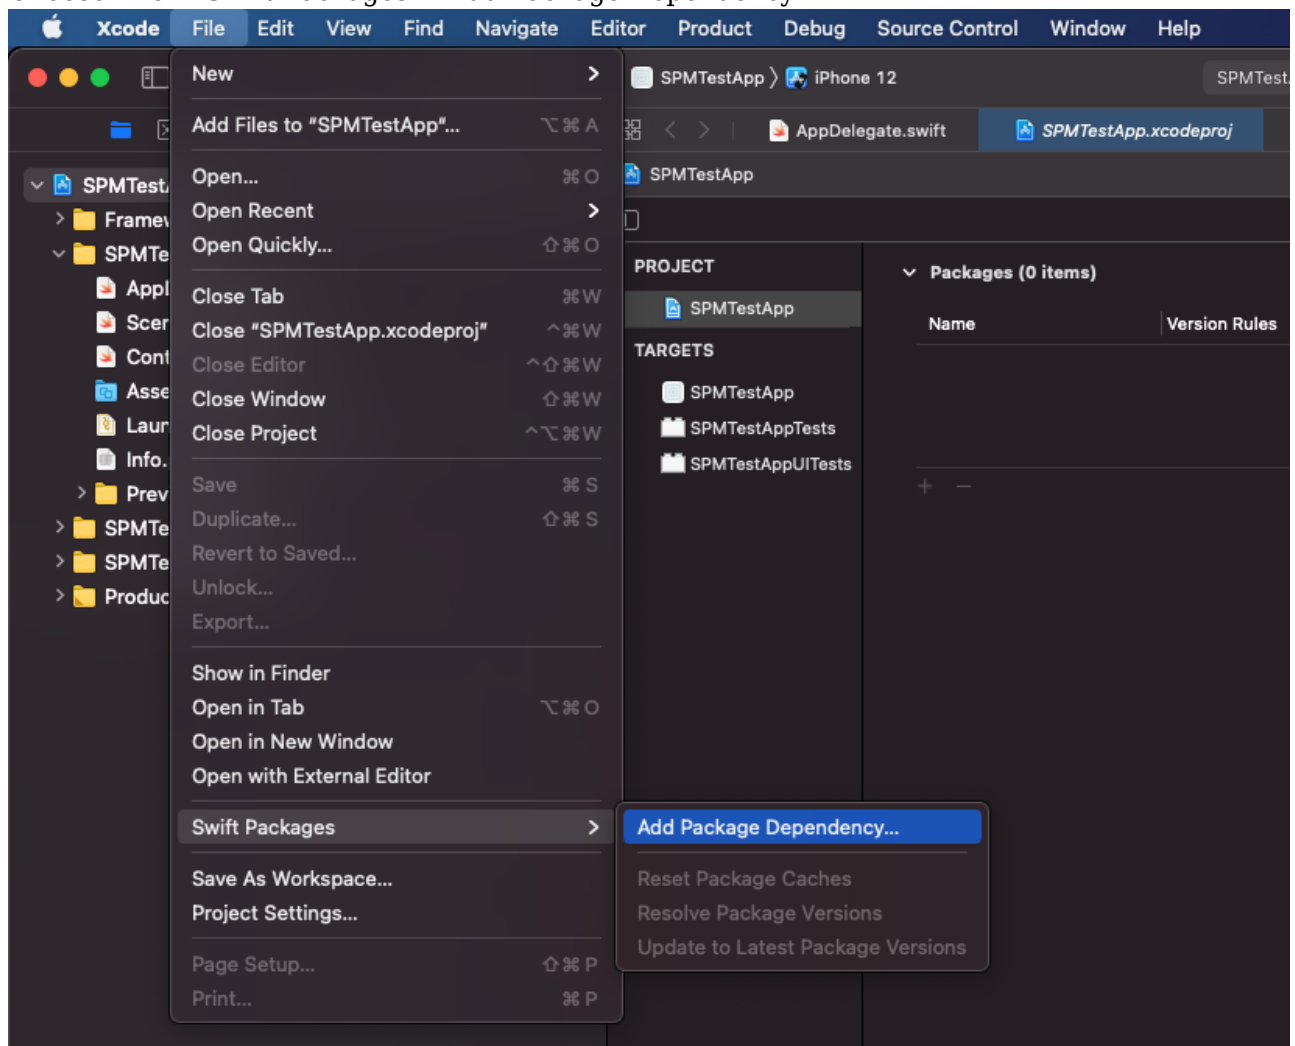 Xcode File Edit View Find Navigate Editor Product Debug Source Control Window Help
SPMTestApp 〉 iPhone 12
AppDelegate.swift SPMTestApp.xcodeproj
SPMTestApp
New
Add Files to “SPMTestApp”... ⌥⌘A
Open... ⌘O
Open Recent
Open Quickly... ⇧⌘O
Close Tab ⌘W
Close “SPMTestApp.xcodeproj” ^⌘W
Close Editor ^⇧⌘W
Close Window ⇧⌘W
Close Project ^⌥⌘W
Save ⌘S
Duplicate... ⇧⌘S
Revert to Saved...
Unlock...
Export...
Show in Finder
Open in Tab ⌥⌘O
Open in New Window
Open with External Editor
Swift Packages
Save As Workspace...
Project Settings...
Page Setup... ⇧⌘P
Print... ⌘P
Add Package Dependency...
Reset Package Caches
Resolve Package Versions
Update to Latest Package Versions
PROJECT
SPMTestApp
TARGETS
SPMTestApp
SPMTestAppTests
SPMTestAppUITests
Packages (0 items)
Name Version Rules
+ −